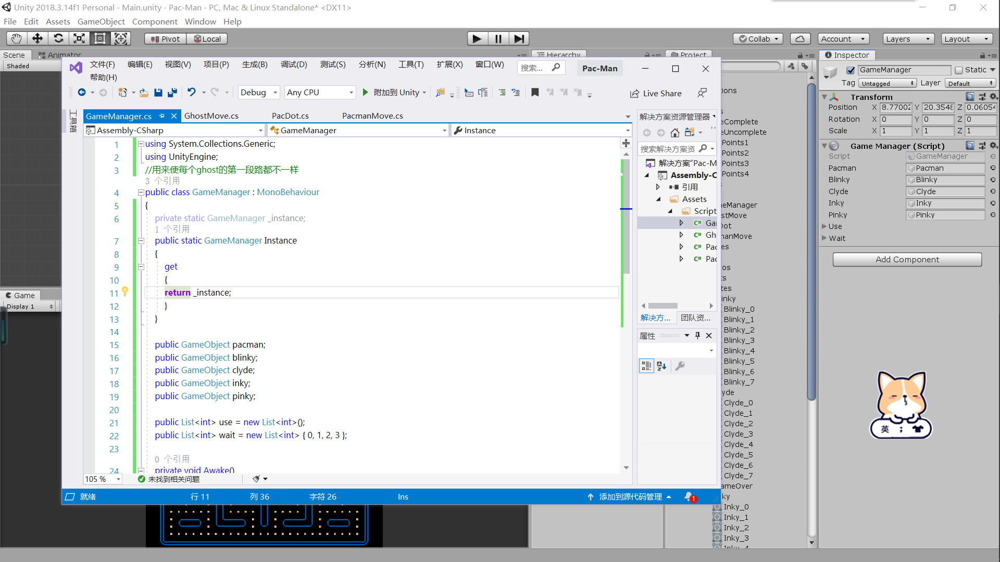 Unity 2018.3.14f1 Personal - Main.unity - Pac-Man - PC, Mac & Linux Standalone* <DX11>
File Edit Assets GameObject Component Window Help
Pivot Local Collab Account Layers Layout
Scene Animator Hierarchy Project Inspector
Shaded
文件(F) 编辑(E) 视图(V) 项目(P) 生成(B) 调试(D) 测试(S) 分析(N) 工具(T) 扩展(X) 窗口(W) 搜索... Pac-Man
帮助(H)
Debug Any CPU 附加到 Unity Live Share
工具箱
GameManager.cs GhostMove.cs PacDot.cs PacmanMove.cs
Assembly-CSharp GameManager Instance
1 using System.Collections.Generic;
2 using UnityEngine;
3 //用来使每个ghost的第一段路都不一样
3 个引用
4 public class GameManager : MonoBehaviour
5 {
6 private static GameManager _instance;
1 个引用
7 public static GameManager Instance
8 {
9 get
10 {
11 return _instance;
12 }
13 }
14
15 public GameObject pacman;
16 public GameObject blinky;
17 public GameObject clyde;
18 public GameObject inky;
19 public GameObject pinky;
20
21 public List<int> use = new List<int>();
22 public List<int> wait = new List<int> { 0, 1, 2, 3 };
23
0 个引用
24 private void Awake()
105 % 未找到相关问题
就绪 行 11 列 36 字符 26 Ins 添加到源代码管理 1
解决方案资源管理器
搜索解决方案资
解决方案"Pac-M
Assembly-C
引用
Assets
Script
C# Gar
C# Gh
C# Pac
C# Pac
解决方... 团队资...
属性
Game
Display 1
tions
s
eComplete
eUncomplete
Points1
Points2
Points3
Points4
s
ameManager
ostMove
Dot
manMove
es
os
ts
tes
inky
Blinky_0
Blinky_1
Blinky_2
Blinky_3
Blinky_4
Blinky_5
Blinky_6
Blinky_7
yde
Clyde_0
Clyde_1
Clyde_2
Clyde_3
Clyde_4
Clyde_5
Clyde_6
Clyde_7
ameOver
ky
Inky_0
Inky_1
Inky_2
Inky_3
Inky_4
GameManager Static
Tag Untagged Layer Default
Transform
Position X 8.77002 Y 20.3548 Z 0.06054
Rotation X 0 Y 0 Z 0
Scale X 1 Y 1 Z 1
Game Manager (Script)
Script GameManager
Pacman Pacman
Blinky Blinky
Clyde Clyde
Inky Inky
Pinky Pinky
Use
Wait
Add Component
英 ;